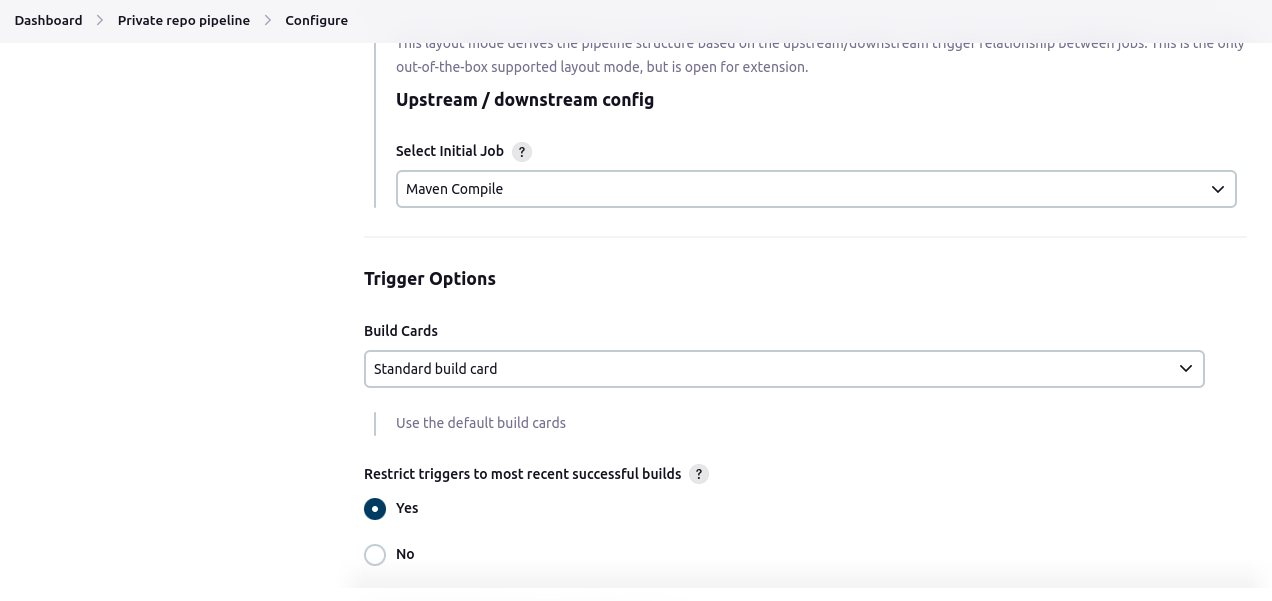 Dashboard > Private repo pipeline > Configure
This layout mode derives the pipeline structure based on the upstream/downstream trigger relationship between jobs. This is the only
out-of-the-box supported layout mode, but is open for extension.
Upstream / downstream config
Select Initial Job ?
Maven Compile
Trigger Options
Build Cards
Standard build card
Use the default build cards
Restrict triggers to most recent successful builds ?
Yes
No